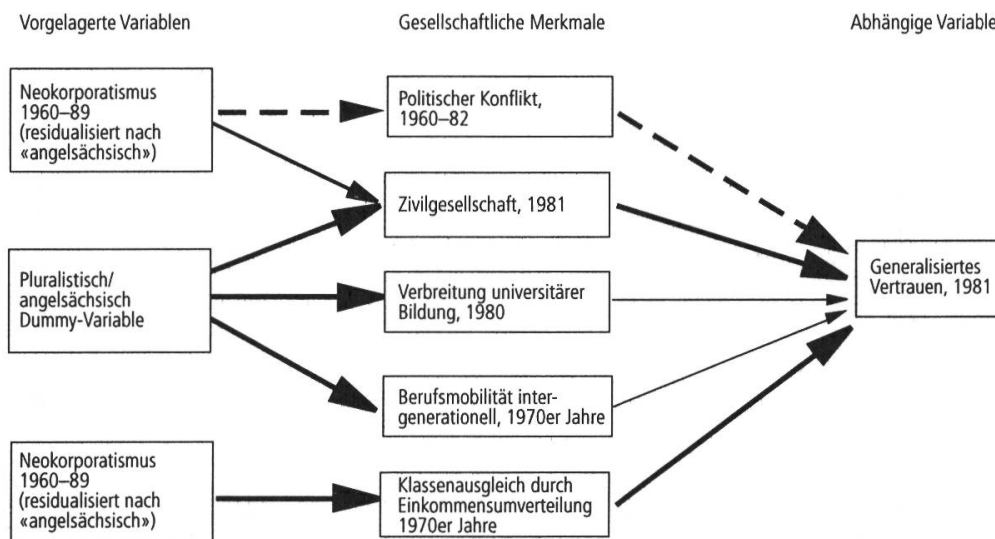 Vorgelagerte Variablen
Gesellschaftliche Merkmale
Abhängige Variable
Neokorporatismus
1960–89
(residualisiert nach
«angelsächsisch»)
Politischer Konflikt,
1960–82
Zivilgesellschaft, 1981
Pluralistisch/
angelsächsisch
Dummy-Variable
Verbreitung universitärer
Bildung, 1980
Generalisiertes
Vertrauen, 1981
Berufsmobilität inter-
generationell, 1970er Jahre
Neokorporatismus
1960–89
(residualisiert nach
«angelsächsisch»)
Klassenausgleich durch
Einkommensumverteilung
1970er Jahre